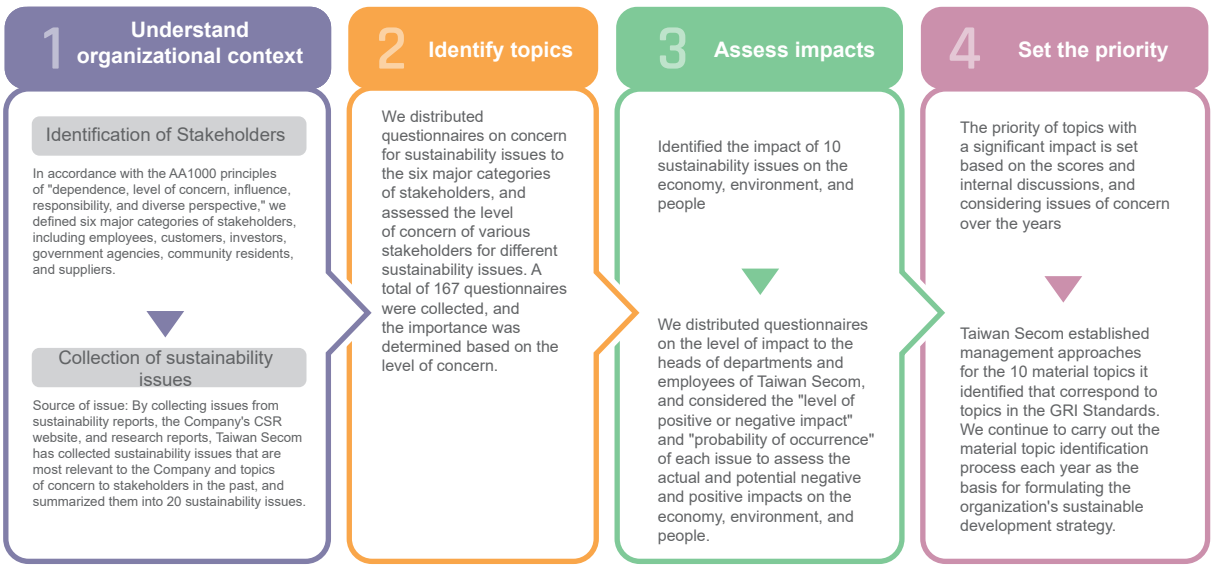 1
Understand
organizational context
Identification of Stakeholders
In accordance with the AA1000 principles
of "dependence, level of concern, influence,
responsibility, and diverse perspective," we
defined six major categories of stakeholders,
including employees, customers, investors,
government agencies, community residents,
and suppliers.
Collection of sustainability
issues
Source of issue: By collecting issues from
sustainability reports, the Company's CSR
website, and research reports, Taiwan Secom
has collected sustainability issues that are
most relevant to the Company and topics
of concern to stakeholders in the past, and
summarized them into 20 sustainability issues.
2
Identify topics
We distributed
questionnaires on concern
for sustainability issues to
the six major categories
of stakeholders, and
assessed the level
of concern of various
stakeholders for different
sustainability issues. A
total of 167 questionnaires
were collected, and
the importance was
determined based on the
level of concern.
3
Assess impacts
Identified the impact of 10
sustainability issues on the
economy, environment, and
people
We distributed questionnaires
on the level of impact to the
heads of departments and
employees of Taiwan Secom,
and considered the "level of
positive or negative impact"
and "probability of occurrence"
of each issue to assess the
actual and potential negative
and positive impacts on the
economy, environment, and
people.
4
Set the priority
The priority of topics with
a significant impact is set
based on the scores and
internal discussions, and
considering issues of concern
over the years
Taiwan Secom established
management approaches
for the 10 material topics it
identified that correspond to
topics in the GRI Standards.
We continue to carry out the
material topic identification
process each year as the
basis for formulating the
organization's sustainable
development strategy.